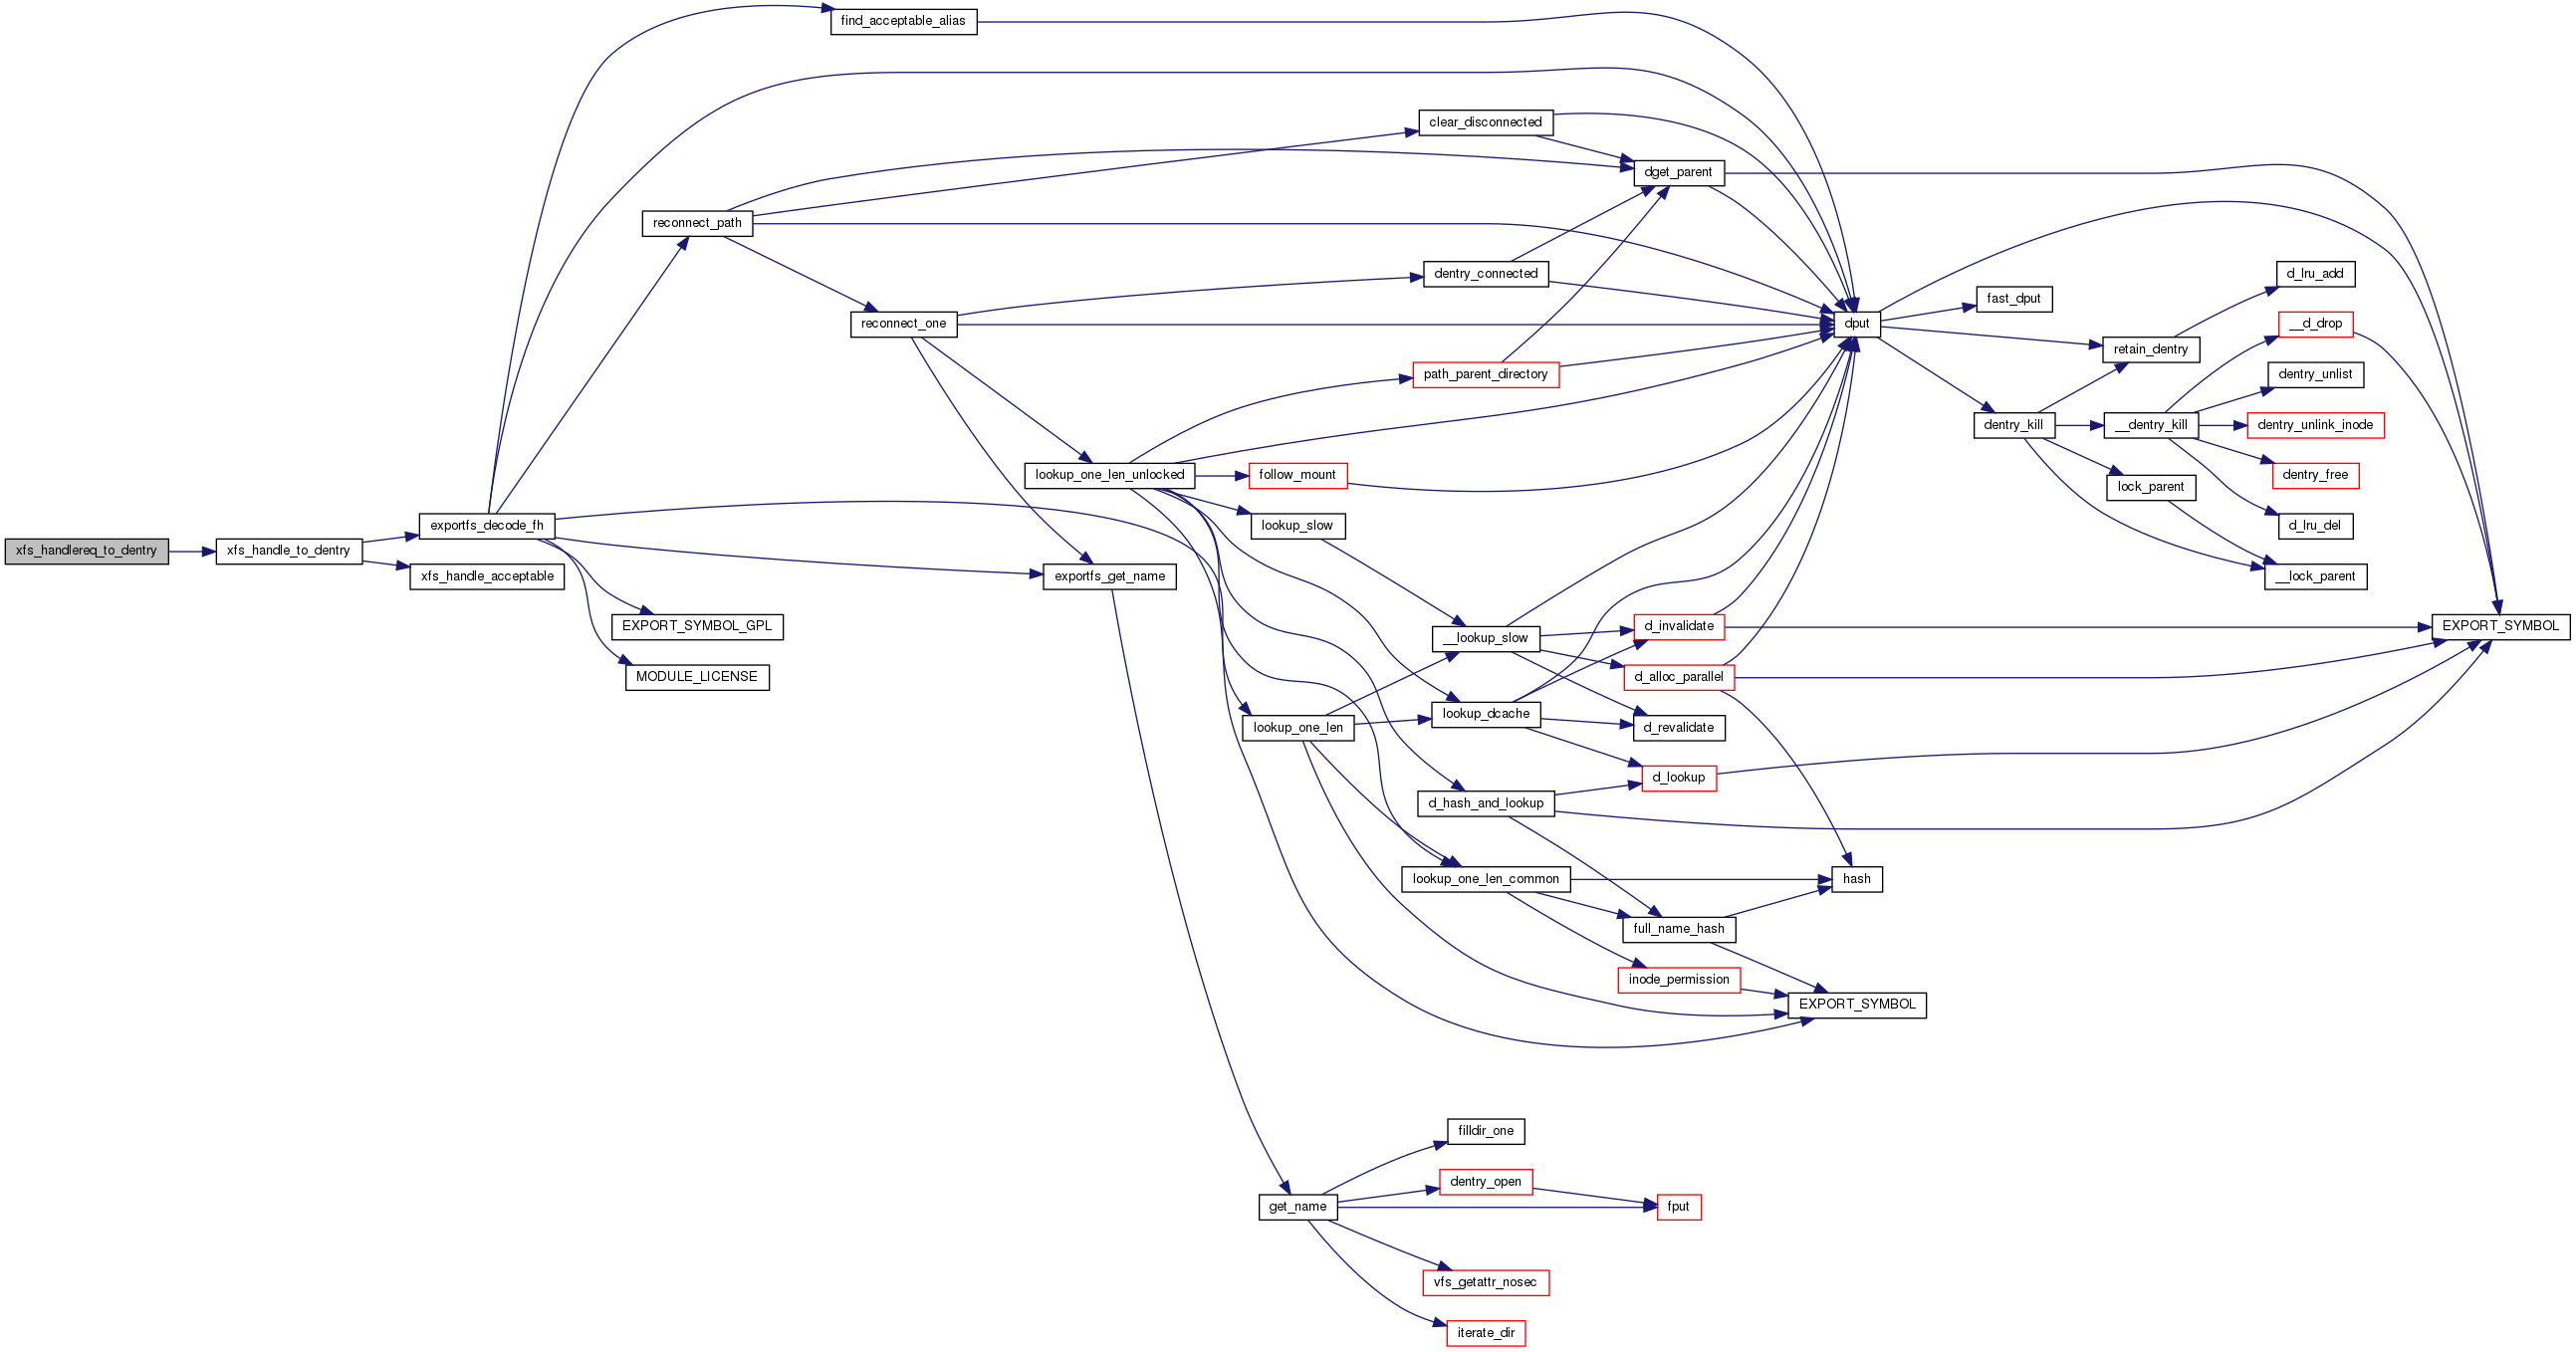 find_acceptable_alias
clear_disconnected
dget_parent
reconnect_path
dentry_connected
d_lru_add
fast_dput
reconnect_one
dput
__d_drop
retain_dentry
path_parent_directory
dentry_unlist
dentry_kill
__dentry_kill
dentry_unlink_inode
lookup_one_len_unlocked
follow_mount
dentry_free
lock_parent
exportfs_decode_fh
lookup_slow
d_lru_del
xfs_handlereq_to_dentry
xfs_handle_to_dentry
xfs_handle_acceptable
exportfs_get_name
__lock_parent
EXPORT_SYMBOL_GPL
__lookup_slow
d_invalidate
EXPORT_SYMBOL
MODULE_LICENSE
d_alloc_parallel
lookup_dcache
lookup_one_len
d_revalidate
d_lookup
d_hash_and_lookup
lookup_one_len_common
hash
full_name_hash
inode_permission
EXPORT_SYMBOL
filldir_one
dentry_open
get_name
fput
vfs_getattr_nosec
iterate_dir